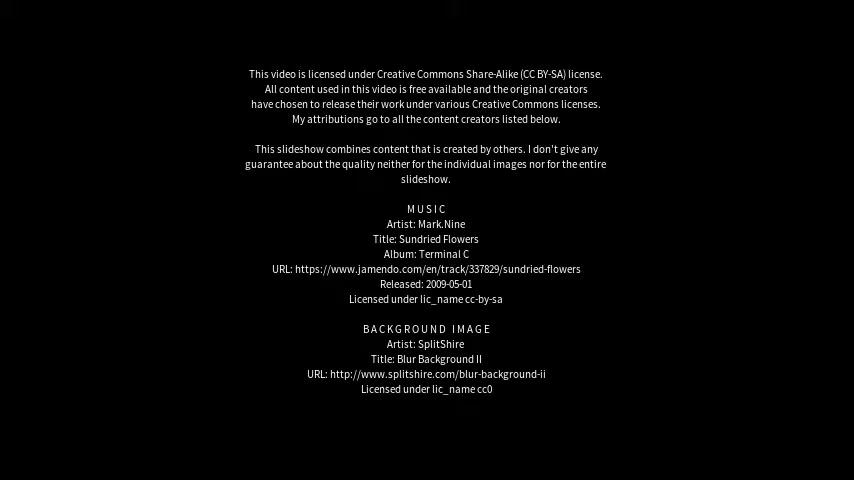 This video is licensed under Creative Commons Share-Alike (CC BY-SA) license.
All content used in this video is free available and the original creators
have chosen to release their work under various Creative Commons licenses.
My attributions go to all the content creators listed below.
This slideshow combines content that is created by others. I don't give any
guarantee about the quality neither for the individual images nor for the entire
slideshow.
MUSIC
Artist: Mark.Nine
Title: Sundried Flowers
Album: Terminal C
URL: https://www.jamendo.com/en/track/337829/sundried-flowers
Released: 2009-05-01
Licensed under lic_name cc-by-sa
BACKGROUND IMAGE
Artist: SplitShire
Title: Blur Background II
URL: http://www.splitshire.com/blur-background-ii
Licensed under lic_name cc0